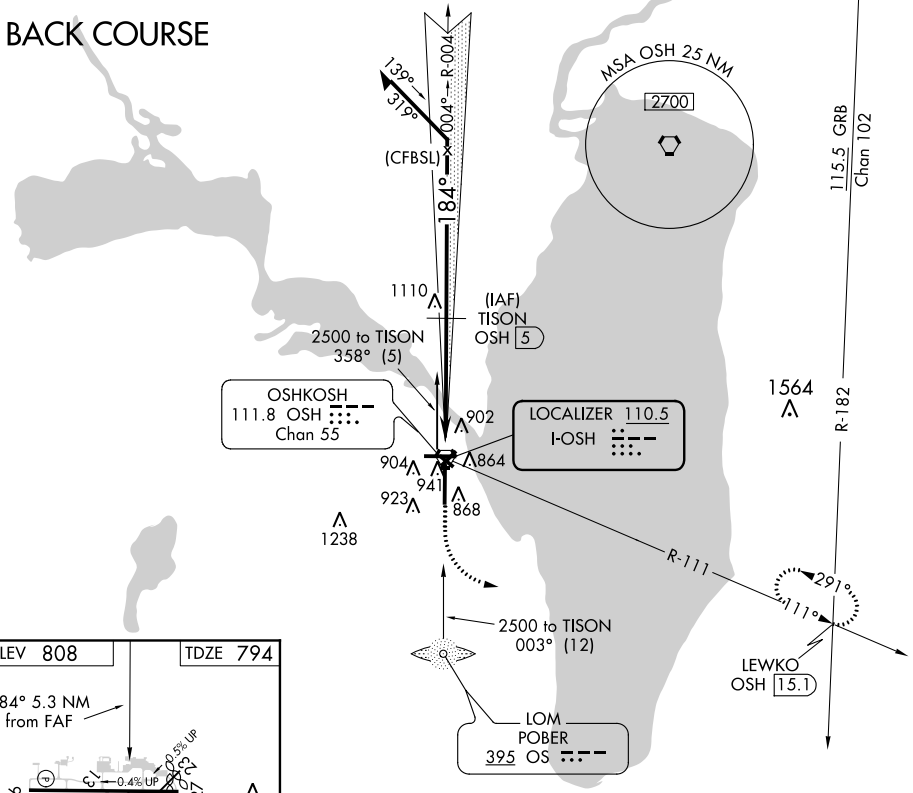 BACK COURSE
139°
319°
004°
R-004
(CFBSL)
184°
MSA OSH 25 NM
2700
115.5 GRB
Chan 102
1110
(IAF)
TISON
OSH 5
2500 to TISON
358° (5)
OSHKOSH
111.8 OSH
Chan 55
LOCALIZER 110.5
I-OSH
902
904
864
941
923
868
1238
1564
R-182
R-111
291°
111°
2500 to TISON
003° (12)
LEWKO
OSH 15.1
LOM
POBER
395 OS
LEV 808
TDZE 794
84° 5.3 NM
from FAF
P
13
0.4% UP
0.5% UP
23